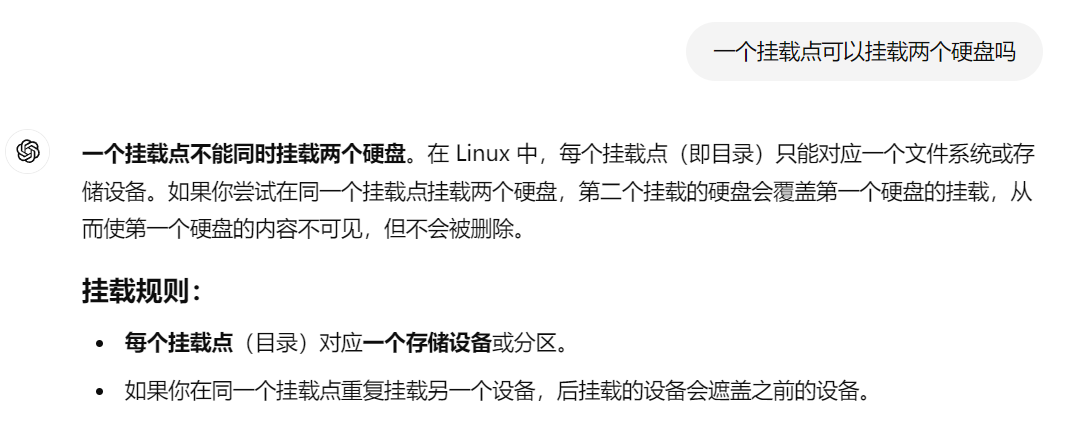 一个挂载点可以挂载两个硬盘吗
一个挂载点不能同时挂载两个硬盘。在 Linux 中，每个挂载点（即目录）只能对应一个文件系统或存
储设备。如果你尝试在同一个挂载点挂载两个硬盘，第二个挂载的硬盘会覆盖第一个硬盘的挂载，从
而使第一个硬盘的内容不可见，但不会被删除。
挂载规则：
• 每个挂载点（目录）对应一个存储设备或分区。
• 如果你在同一个挂载点重复挂载另一个设备，后挂载的设备会遮盖之前的设备。